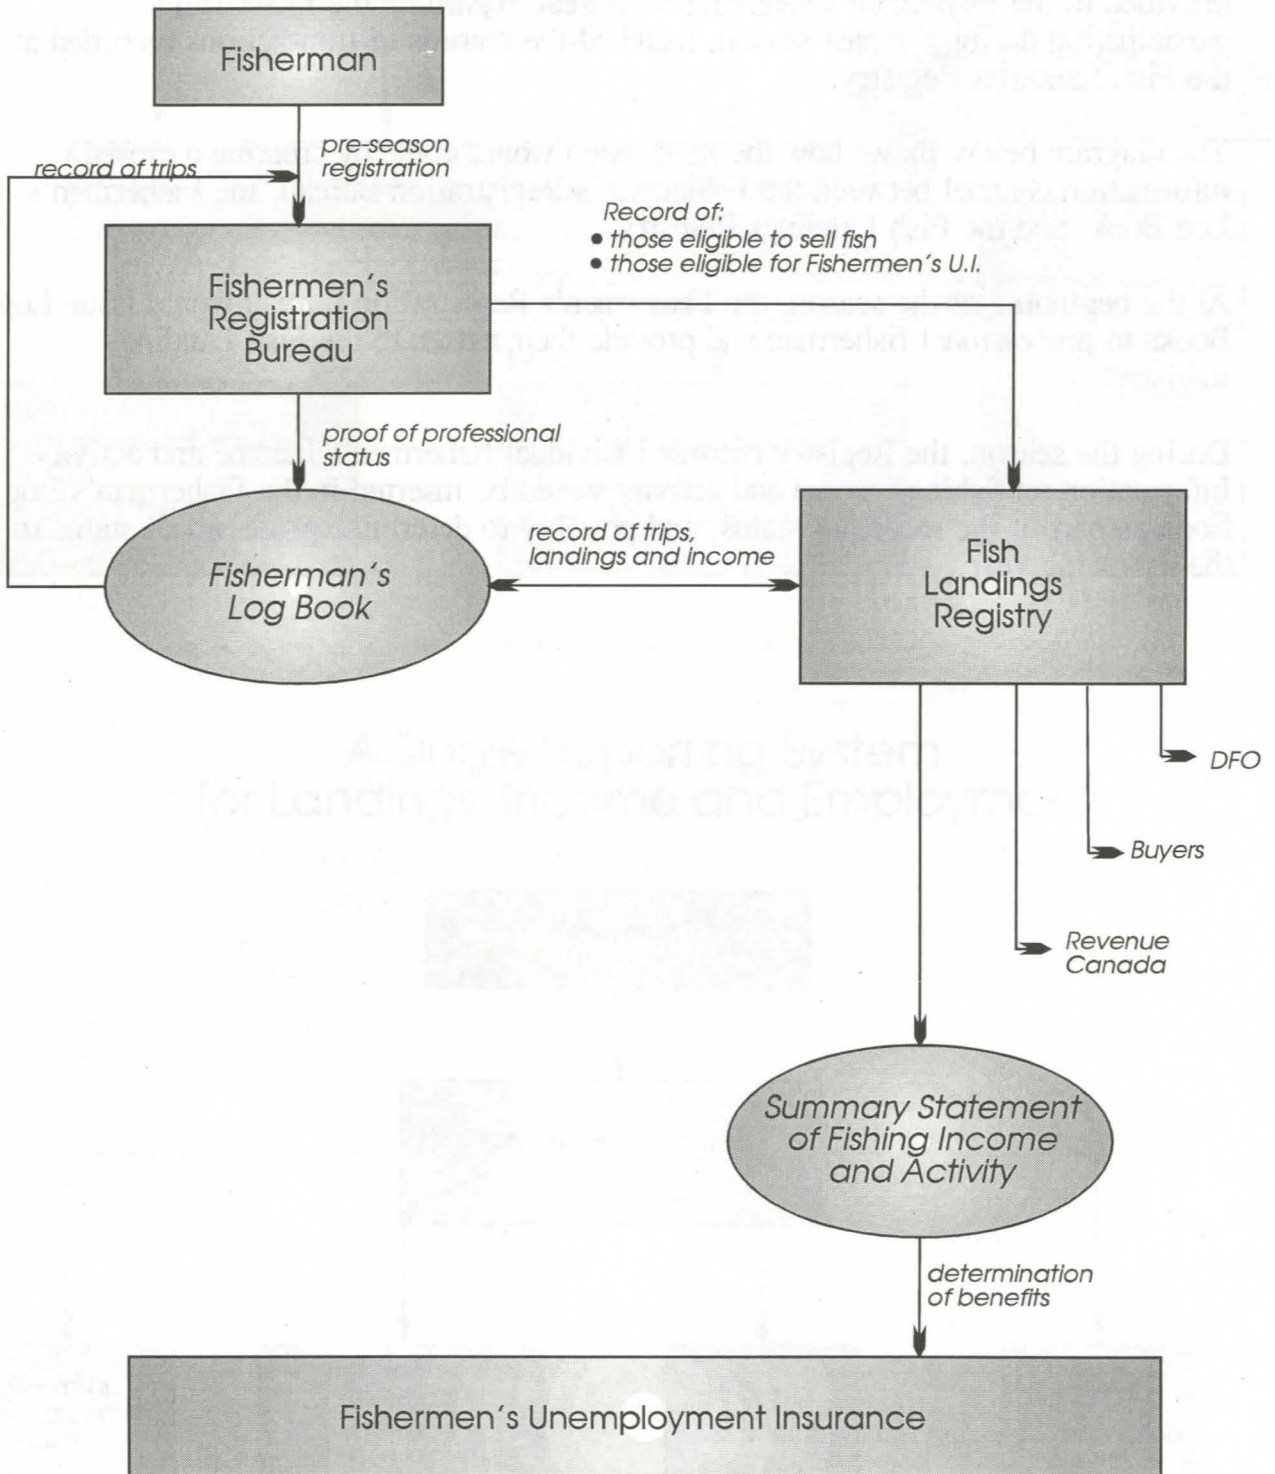 Fisherman
pre-season
registration
record of trips
Record of:
• those eligible to sell fish
• those eligible for Fishermen's U.I.
Fishermen's
Registration
Bureau
proof of professional
status
record of trips,
landings and income
Fisherman's
Log Book
Fish
Landings
Registry
DFO
Buyers
Revenue
Canada
Summary Statement
of Fishing Income
and Activity
determination
of benefits
Fishermen's Unemployment Insurance